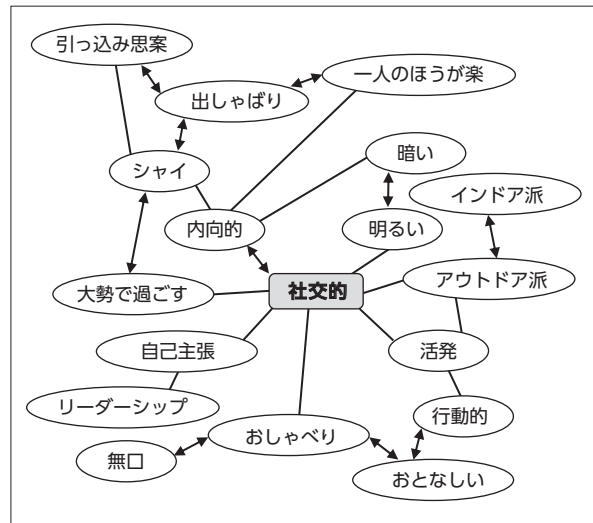 引っ込み思案
一人のほうが楽
出しゃばり
暗い
シャイ
インドア派
内向的
明るい
アウトドア派
大勢で過ごす
社交的
自己主張
活発
リーダーシップ
行動的
おしゃべり
無口
おとなしい